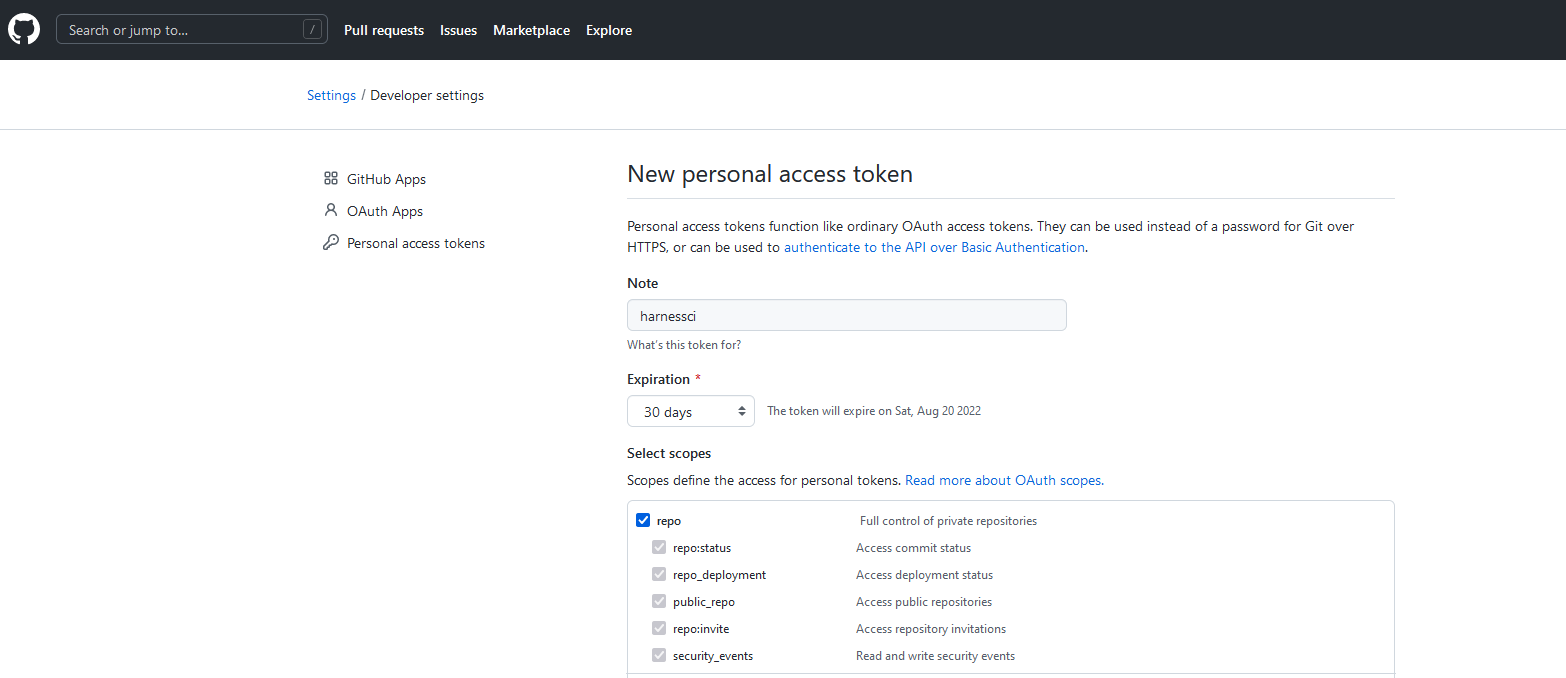 Search or jump to... / Pull requests Issues Marketplace Explore
Settings / Developer settings
GitHub Apps
OAuth Apps
Personal access tokens
New personal access token
Personal access tokens function like ordinary OAuth access tokens. They can be used instead of a password for Git over
HTTPS, or can be used to authenticate to the API over Basic Authentication.
Note
harnessci
What's this token for?
Expiration *
30 days The token will expire on Sat, Aug 20 2022
Select scopes
Scopes define the access for personal tokens. Read more about OAuth scopes.
repo Full control of private repositories
repo:status Access commit status
repo_deployment Access deployment status
public_repo Access public repositories
repo:invite Access repository invitations
security_events Read and write security events